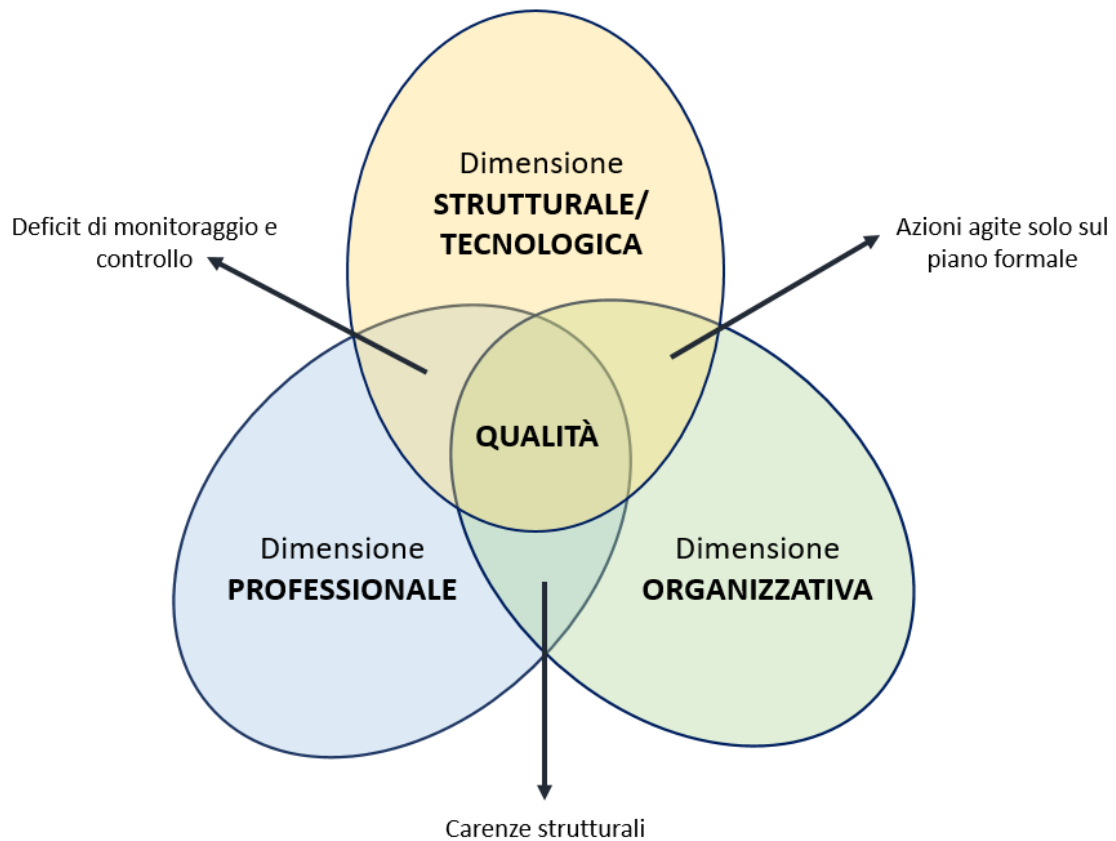 Dimensione
STRUTTURALE/
TECNOLOGICA
Deficit di monitoraggio e
controllo
Azioni agite solo sul
piano formale
QUALITÀ
Dimensione
PROFESSIONALE
Dimensione
ORGANIZZATIVA
Carenze strutturali